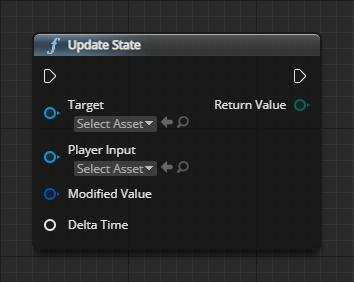 f Update State
Target
Return Value
Select Asset
Player Input
Select Asset
Modified Value
Delta Time